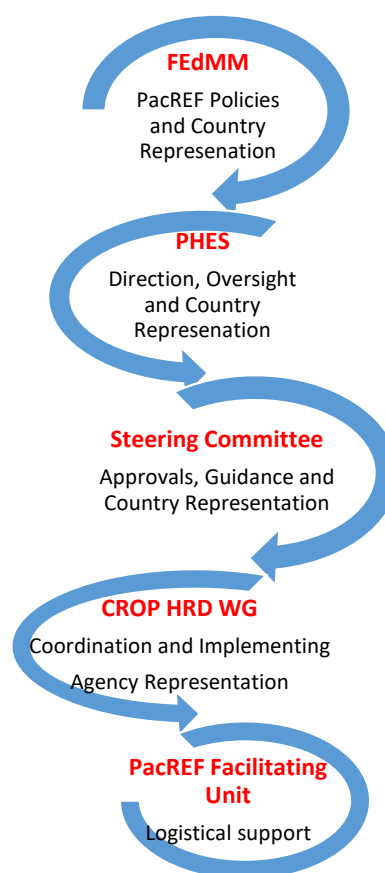 FEdMM
PacREF Policies
and Country
Represenation
PHES
Direction, Oversight
and Country
Represenation
Steering Committee
Approvals, Guidance and
Country Representation
CROP HRD WG
Coordination and Implementing
Agency Representation
PacREF Facilitating
Unit
Logistical support